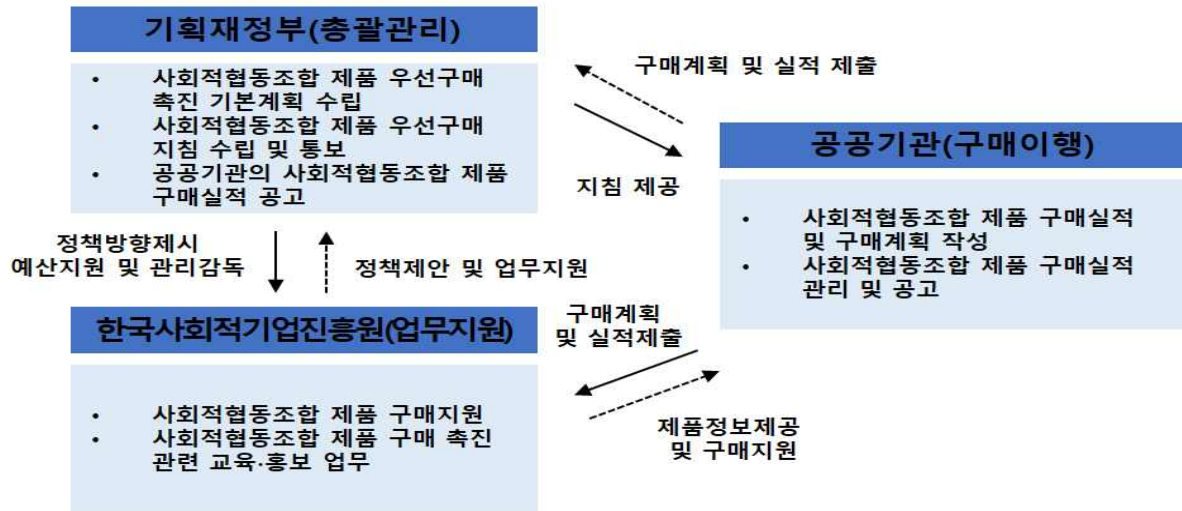 기획재정부(총괄관리)
• 사회적협동조합 제품 우선구매
촉진 기본계획 수립
• 사회적협동조합 제품 우선구매
지침 수립 및 통보
• 공공기관의 사회적협동조합 제품
구매실적 공고
구매계획 및 실적 제출
지침 제공
공공기관(구매이행)
• 사회적협동조합 제품 구매실적
및 구매계획 작성
• 사회적협동조합 제품 구매실적
관리 및 공고
정책방향제시
예산지원 및 관리감독
정책제안 및 업무지원
한국사회적기업진흥원(업무지원)
• 사회적협동조합 제품 구매지원
• 사회적협동조합 제품 구매 촉진
관련 교육·홍보 업무
구매계획
및 실적제출
제품정보제공
및 구매지원